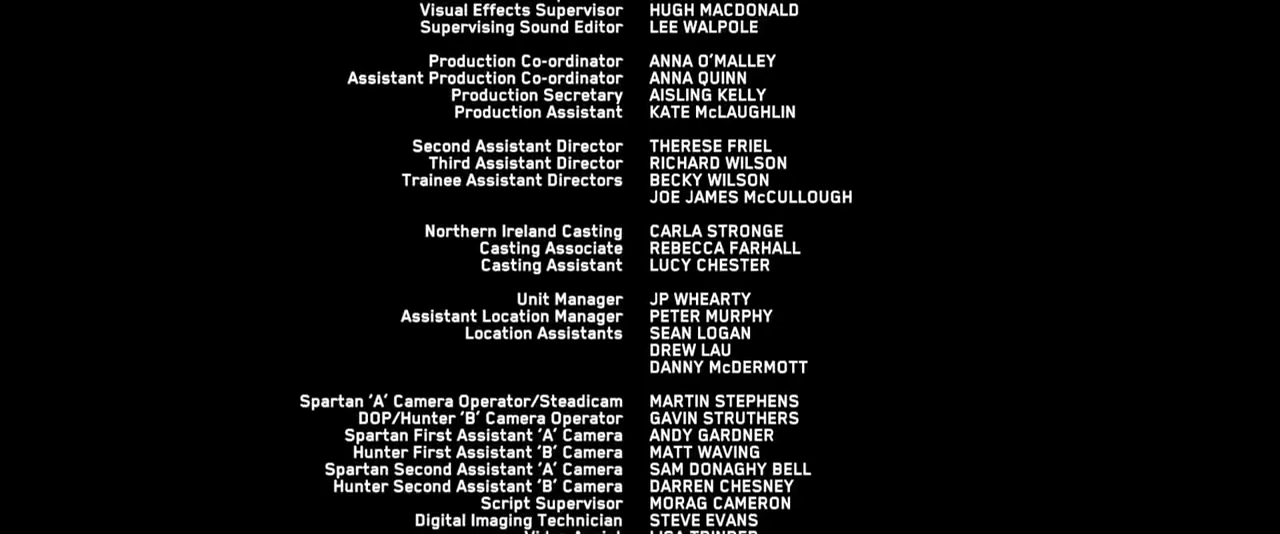 Visual Effects Supervisor HUGH MACDONALD
Supervising Sound Editor LEE WALPOLE
Production Co-ordinator ANNA O'MALLEY
Assistant Production Co-ordinator ANNA QUINN
Production Secretary AISLING KELLY
Production Assistant KATE McLAUGHLIN
Second Assistant Director THERESE FRIEL
Third Assistant Director RICHARD WILSON
Trainee Assistant Directors BECKY WILSON
JOE JAMES McCULLOUGH
Northern Ireland Casting CARLA STRONGE
Casting Associate REBECCA FARHALL
Casting Assistant LUCY CHESTER
Unit Manager JP WHEARTY
Assistant Location Manager PETER MURPHY
Location Assistants SEAN LOGAN
DREW LAU
DANNY McDERMOTT
Spartan 'A' Camera Operator/Steadicam MARTIN STEPHENS
DOP/Hunter 'B' Camera Operator GAVIN STRUTHERS
Spartan First Assistant 'A' Camera ANDY GARDNER
Hunter First Assistant 'B' Camera MATT WAVING
Spartan Second Assistant 'A' Camera SAM DONAGHY BELL
Hunter Second Assistant 'B' Camera DARREN CHESNEY
Script Supervisor MORAG CAMERON
Digital Imaging Technician STEVE EVANS